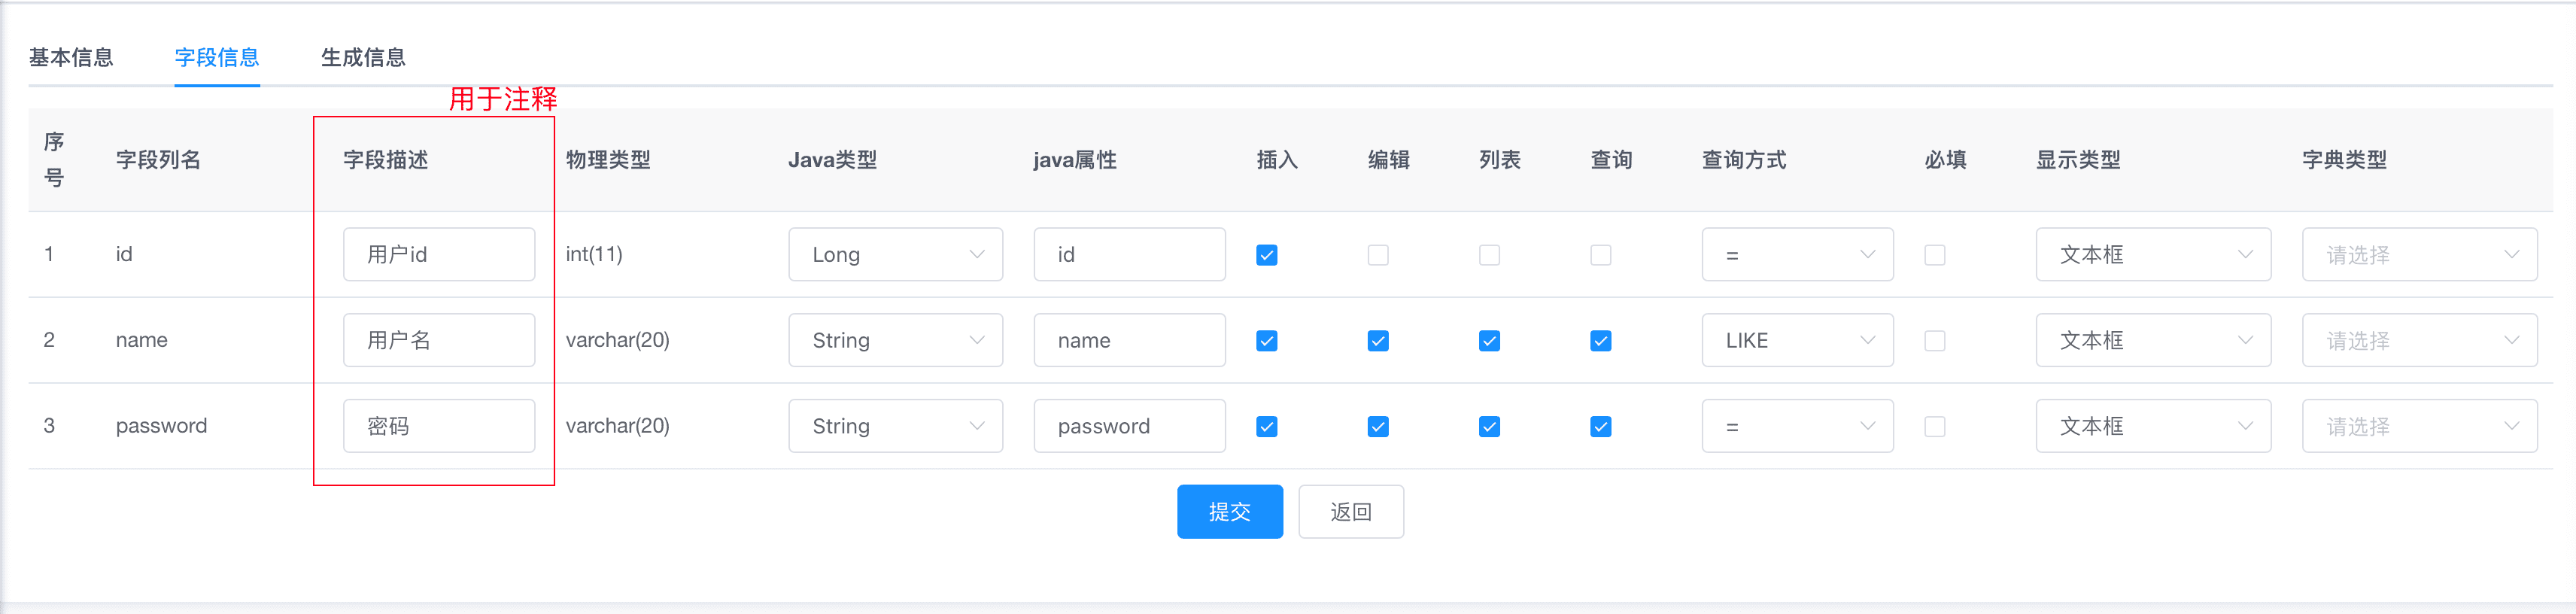 基本信息 字段信息 生成信息
用于注释
序号 字段列名 字段描述 物理类型 Java类型 java属性 插入 编辑 列表 查询 查询方式 必填 显示类型 字典类型
1 id 用户id int(11) Long id = 文本框 请选择
2 name 用户名 varchar(20) String name LIKE 文本框 请选择
3 password 密码 varchar(20) String password = 文本框 请选择
提交 返回